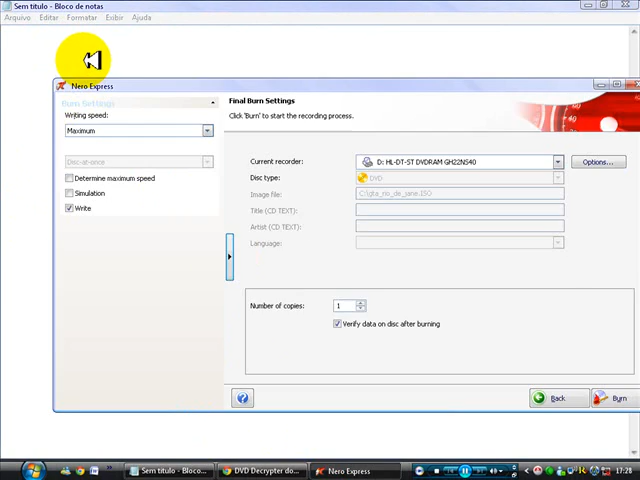 Sem título - Bloco de notas
Arquivo Editar Formatar Exibir Ajuda
Nero Express
Burn Settings
Writing speed:
Maximum
Disc-at-once
Determine maximum speed
Simulation
Write
Final Burn Settings
Click 'Burn' to start the recording process.
Current recorder:
D: HL-DT-ST DVDRAM GH22NS40
Options...
Disc type:
DVD
Image file:
C:\gta_rio_de_jane.ISO
Title (CD TEXT):
Artist (CD TEXT):
Language:
Number of copies:
1
Verify data on disc after burning
Back
Burn
Sem título - Bloco...
DVD Decrypter do...
Nero Express
17:28